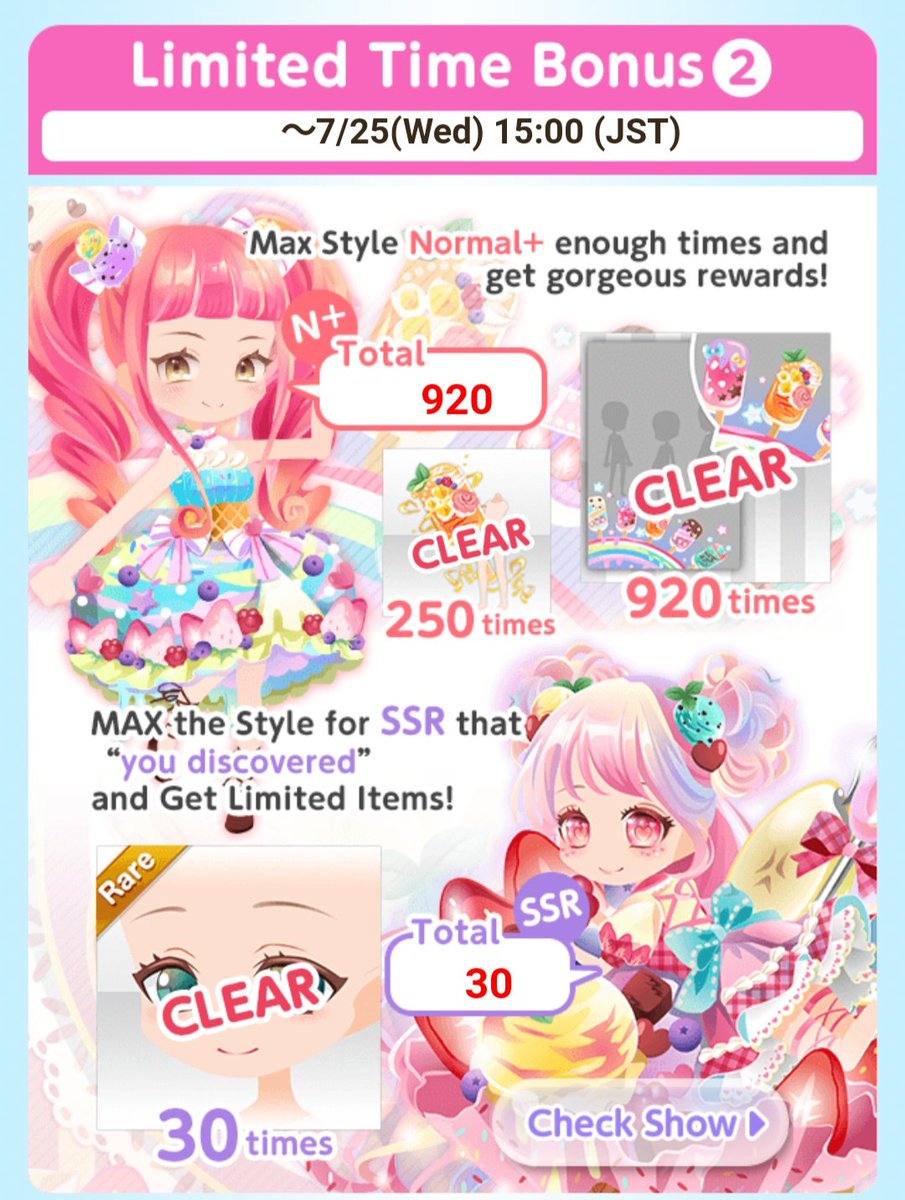 Limited Time Bonus②
～7/25(Wed) 15:00 (JST)
Max Style Normal+ enough times and
get gorgeous rewards!
N+
Total
920
CLEAR
250 times
CLEAR
920 times
MAX the Style for SSR that
“you discovered”
and Get Limited Items!
Rare
CLEAR
30 times
SSR
Total
30
Check Show